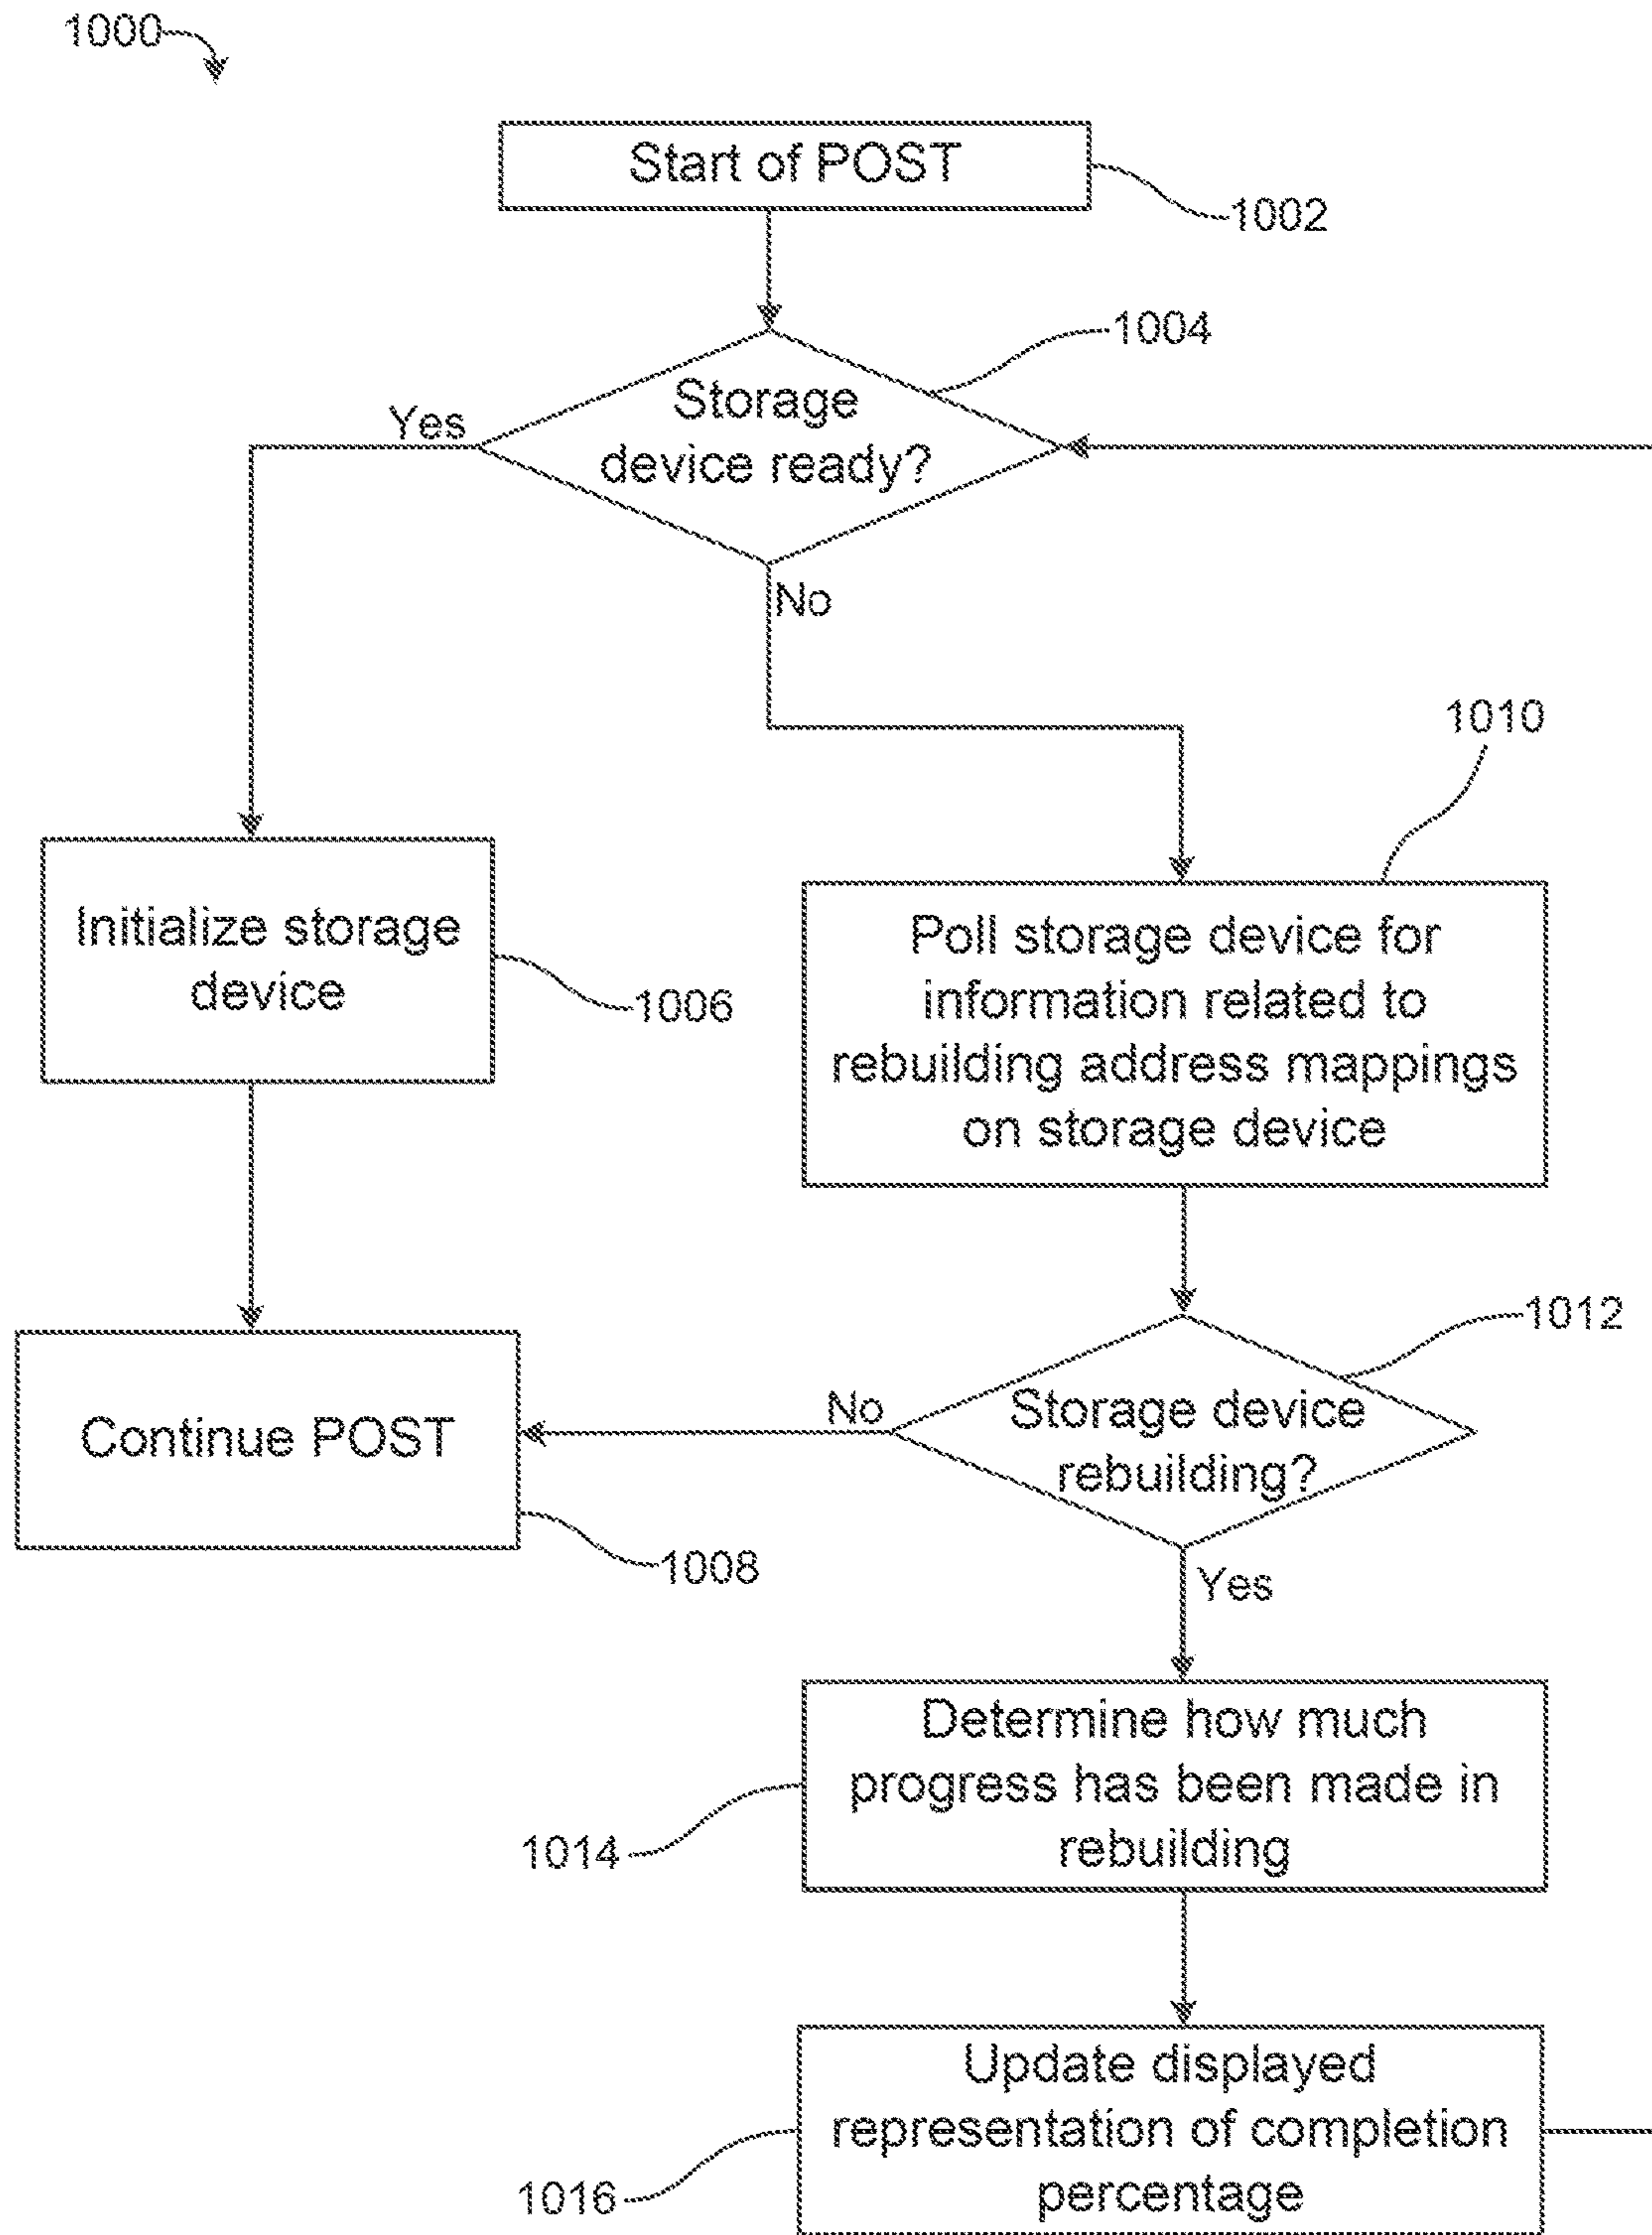 1000
Start of POST
1002
1004
Storage
device ready?
Yes
No
1010
Initialize storage
device
1006
Poll storage device for
information related to
rebuilding address mappings
on storage device
1012
Continue POST
1008
No
Storage device
rebuilding?
Yes
Determine how much
progress has been made in
rebuilding
1014
Update displayed
representation of completion
percentage
1016